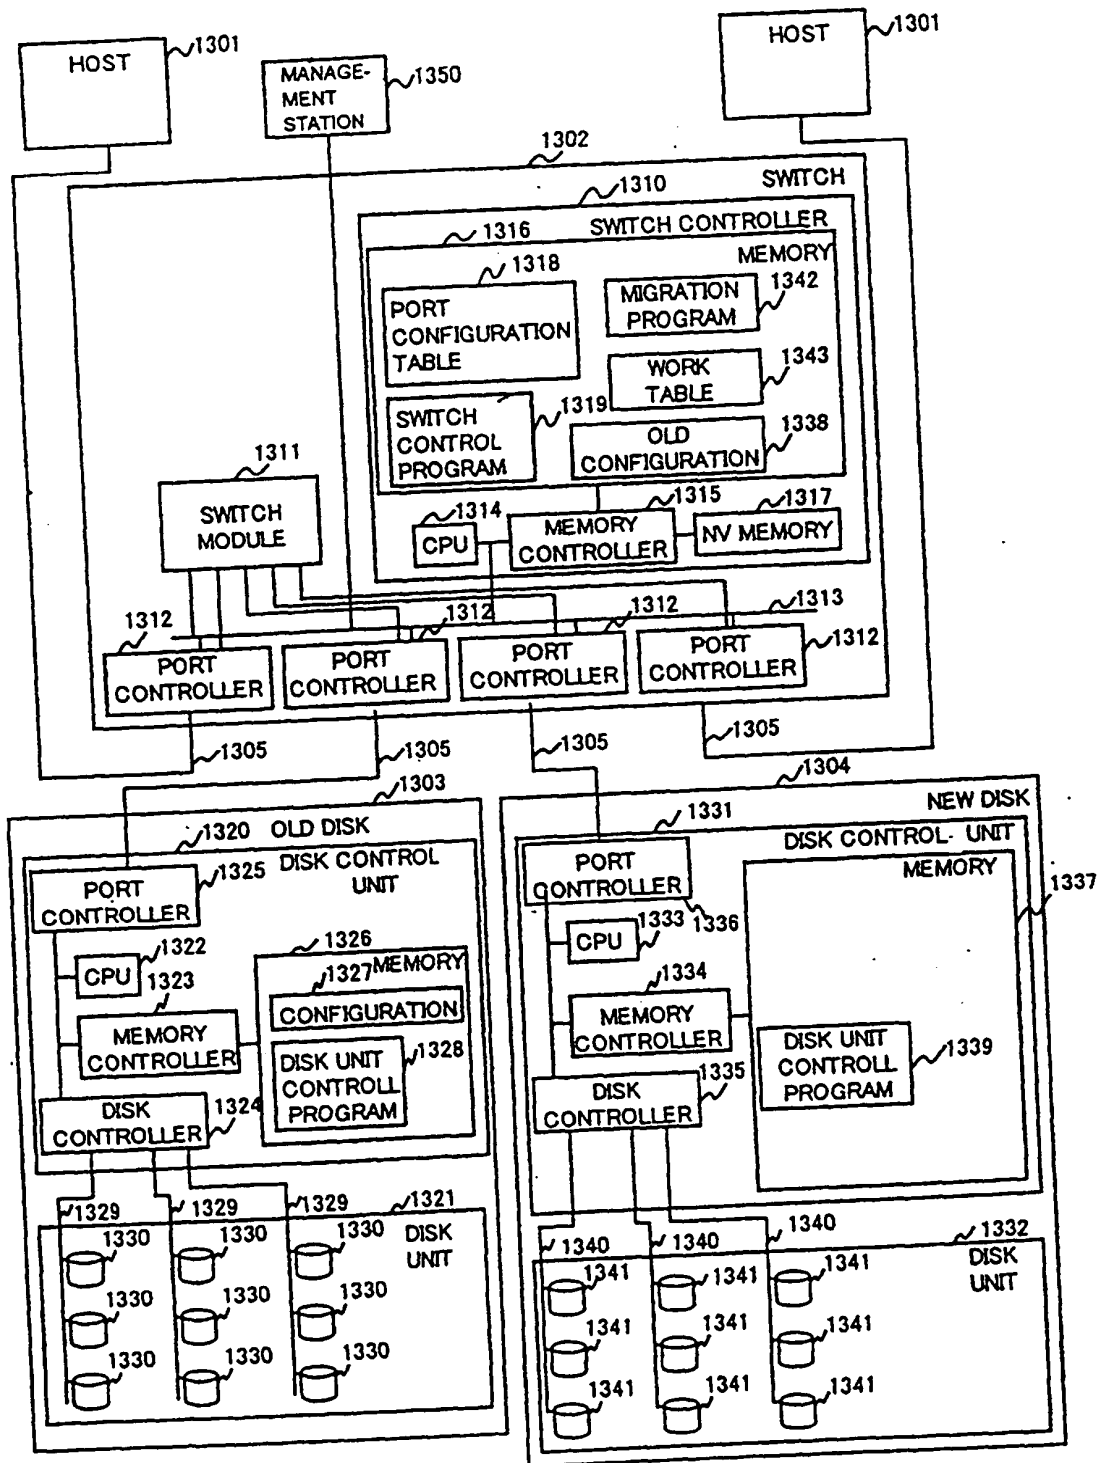 HOST
1301
MANAGE-
MENT
STATION
1350
HOST
1301
1302
SWITCH
1310
SWITCH CONTROLLER
1316
MEMORY
1318
PORT
CONFIGURATION
TABLE
MIGRATION
PROGRAM
1342
WORK
TABLE
1343
SWITCH
CONTROL
PROGRAM
1319
OLD
CONFIGURATION
1338
1311
SWITCH
MODULE
1314
CPU
1315
MEMORY
CONTROLLER
1317
NV MEMORY
1312
1312
1312
1313
PORT
CONTROLLER
PORT
CONTROLLER
PORT
CONTROLLER
PORT
CONTROLLER
1312
1305
1305
1305
1305
1303
OLD DISK
1320
DISK CONTROL
UNIT
PORT
CONTROLLER
1325
CPU
1322
1323
MEMORY
CONTROLLER
1326
MEMORY
1327
CONFIGURATION
DISK UNIT
CONTROLL
PROGRAM
1328
DISK
CONTROLLER
1324
1329
1329
1329
1321
DISK
UNIT
1330
1330
1330
1330
1330
1330
1330
1330
1330
1304
NEW DISK
1331
DISK CONTROL- UNIT
PORT
CONTROLLER
1336
MEMORY
1337
CPU
1333
1334
MEMORY
CONTROLLER
DISK UNIT
CONTROLL
PROGRAM
1339
DISK
CONTROLLER
1335
1340
1340
1340
1332
DISK
UNIT
1341
1341
1341
1341
1341
1341
1341
1341
1341